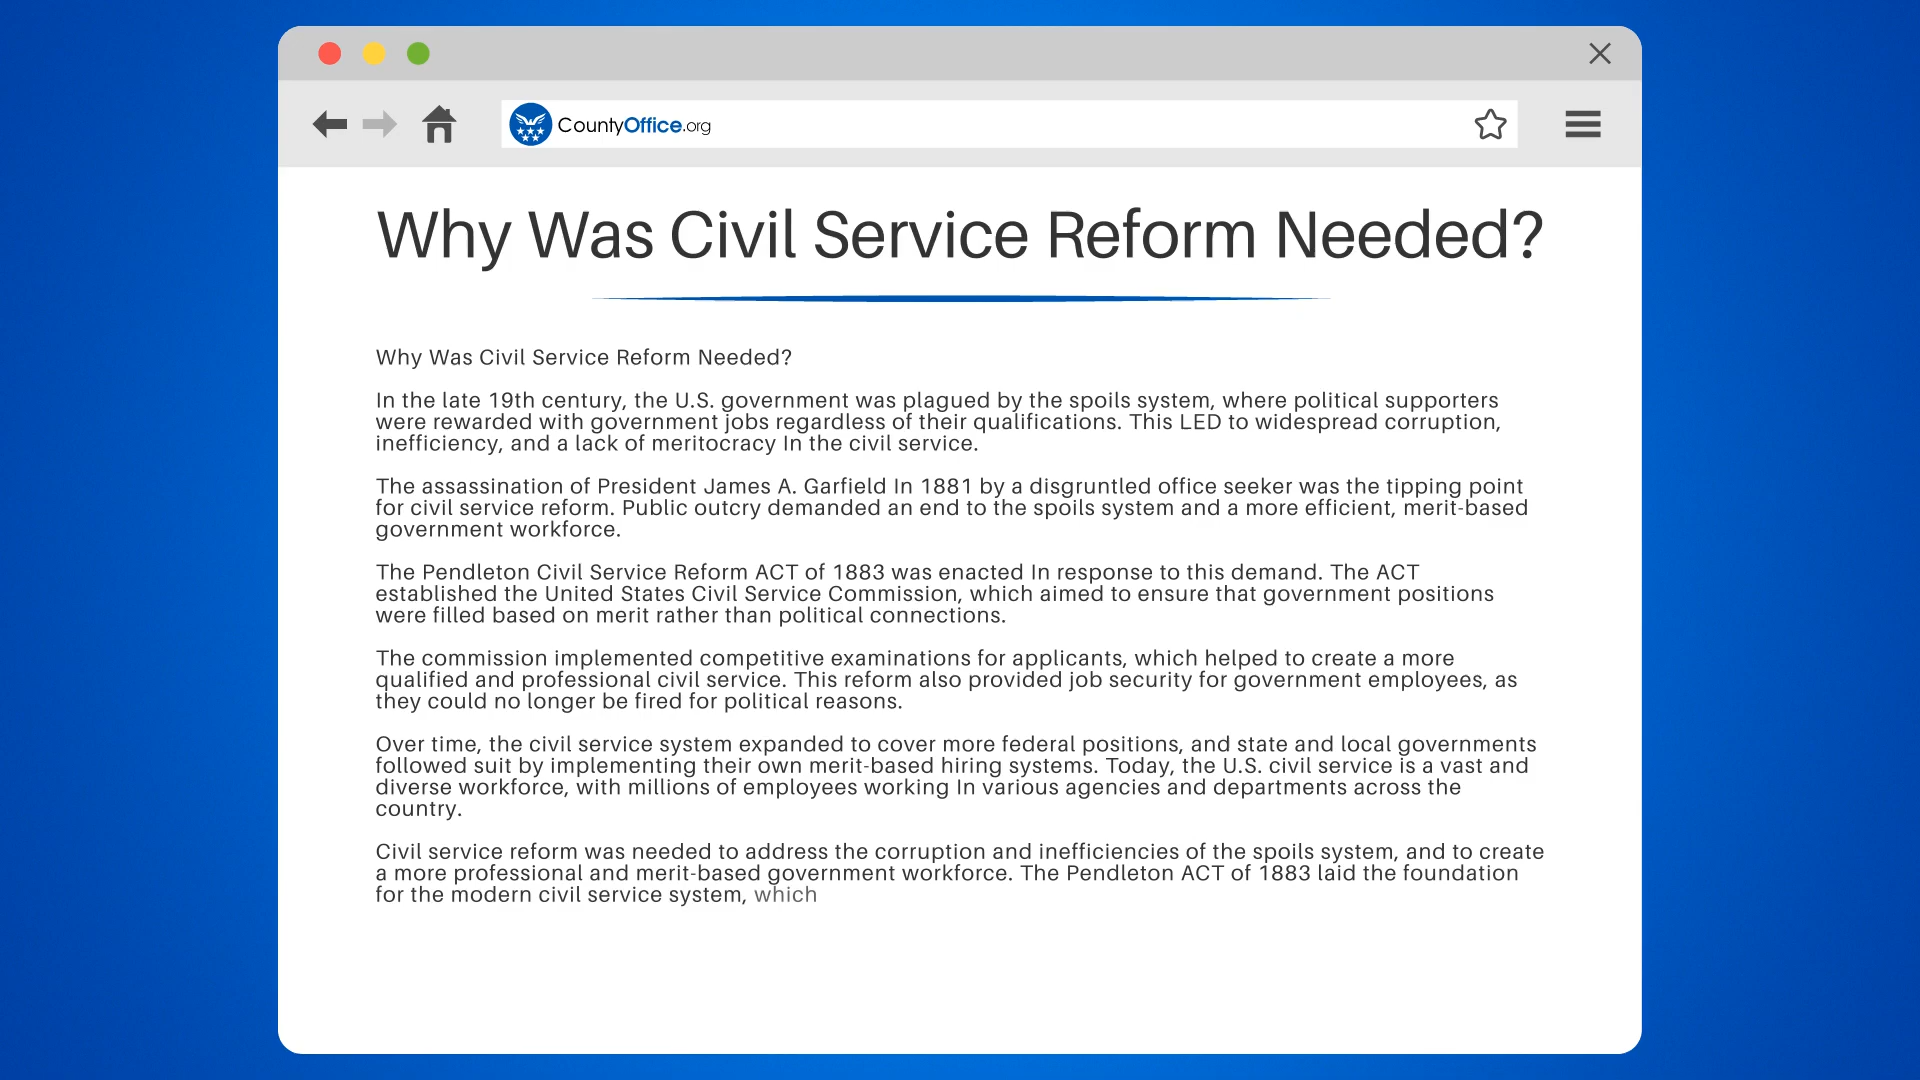 CountyOffice.org
Why Was Civil Service Reform Needed?
Why Was Civil Service Reform Needed?
In the late 19th century, the U.S. government was plagued by the spoils system, where political supporters
were rewarded with government jobs regardless of their qualifications. This LED to widespread corruption,
inefficiency, and a lack of meritocracy In the civil service.
The assassination of President James A. Garfield In 1881 by a disgruntled office seeker was the tipping point
for civil service reform. Public outcry demanded an end to the spoils system and a more efficient, merit-based
government workforce.
The Pendleton Civil Service Reform ACT of 1883 was enacted In response to this demand. The ACT
established the United States Civil Service Commission, which aimed to ensure that government positions
were filled based on merit rather than political connections.
The commission implemented competitive examinations for applicants, which helped to create a more
qualified and professional civil service. This reform also provided job security for government employees, as
they could no longer be fired for political reasons.
Over time, the civil service system expanded to cover more federal positions, and state and local governments
followed suit by implementing their own merit-based hiring systems. Today, the U.S. civil service is a vast and
diverse workforce, with millions of employees working In various agencies and departments across the
country.
Civil service reform was needed to address the corruption and inefficiencies of the spoils system, and to create
a more professional and merit-based government workforce. The Pendleton ACT of 1883 laid the foundation
for the modern civil service system, which